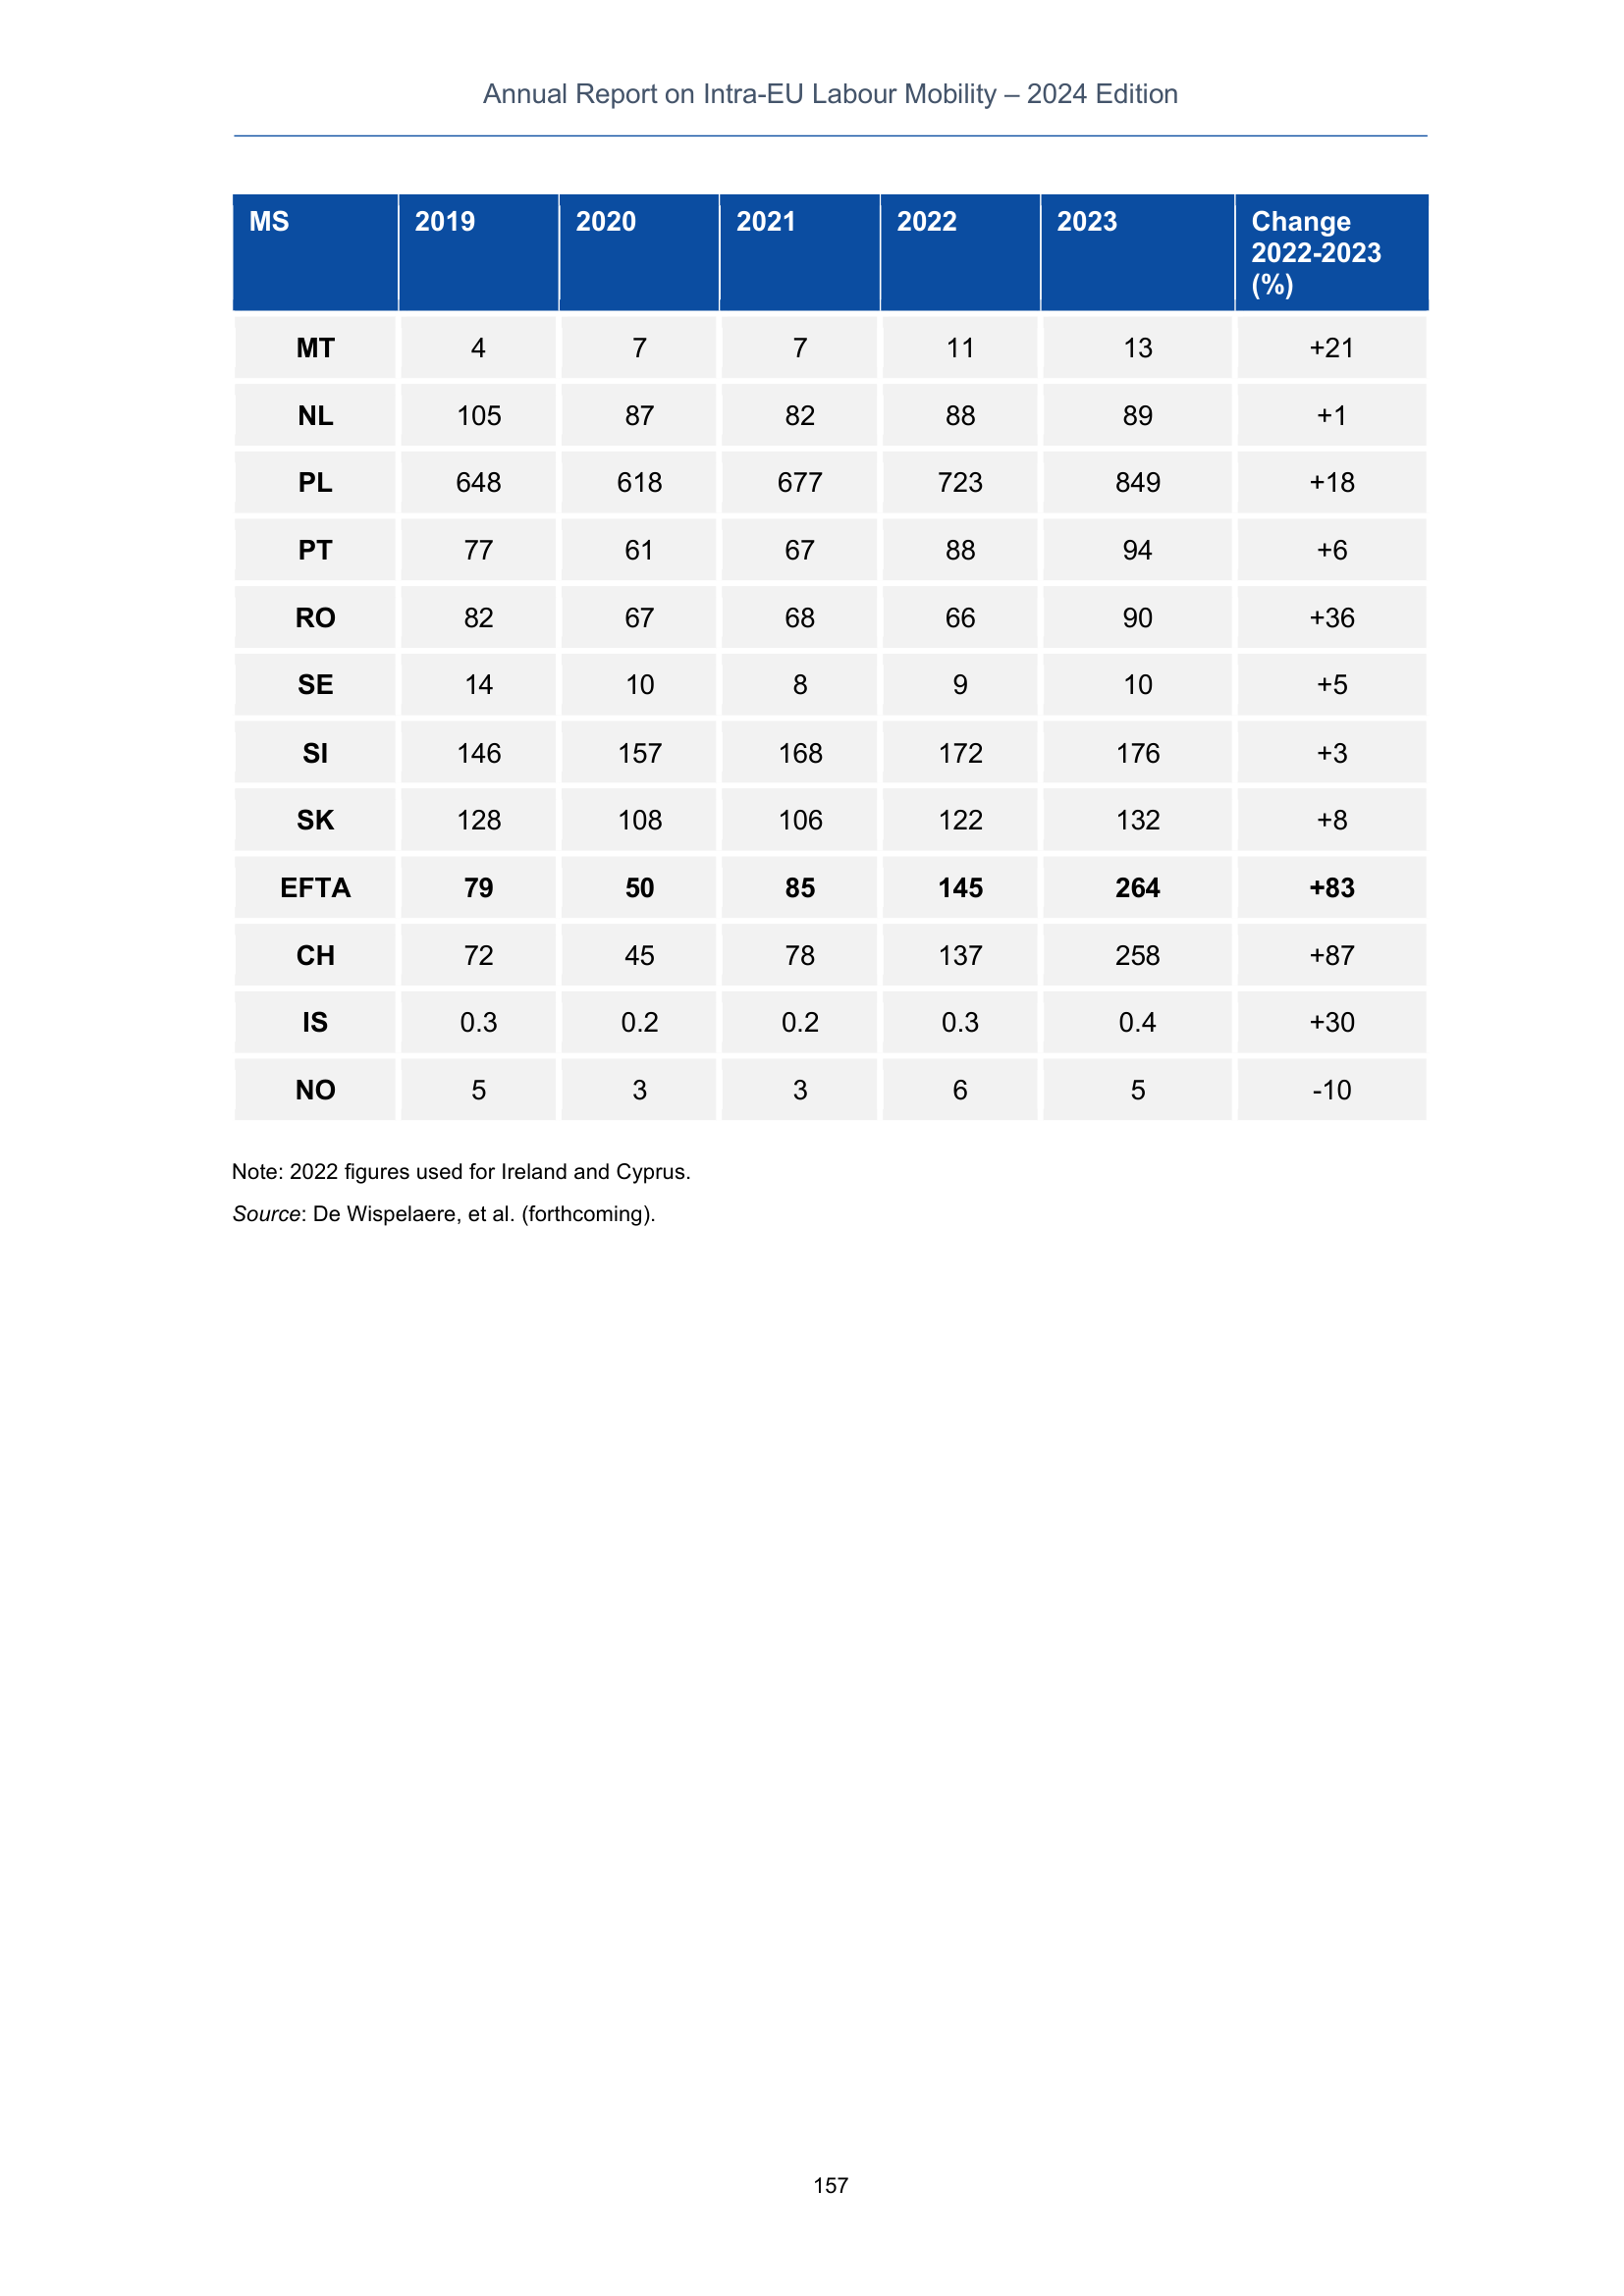 Annual Report on Intra-EU Labour Mobility – 2024 Edition
MS 2019 2020 2021 2022 2023 Change
2022-2023
(%)
MT 4 7 7 11 13 +21
NL 105 87 82 88 89 +1
PL 648 618 677 723 849 +18
PT 77 61 67 88 94 +6
RO 82 67 68 66 90 +36
SE 14 10 8 9 10 +5
SI 146 157 168 172 176 +3
SK 128 108 106 122 132 +8
EFTA 79 50 85 145 264 +83
CH 72 45 78 137 258 +87
IS 0.3 0.2 0.2 0.3 0.4 +30
NO 5 3 3 6 5 -10
Note: 2022 figures used for Ireland and Cyprus.
Source: De Wispelaere, et al. (forthcoming).
157